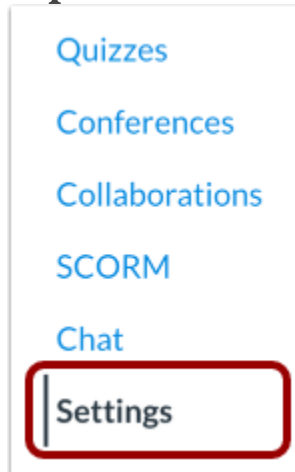 Quizzes
Conferences
Collaborations
SCORM
Chat
Settings